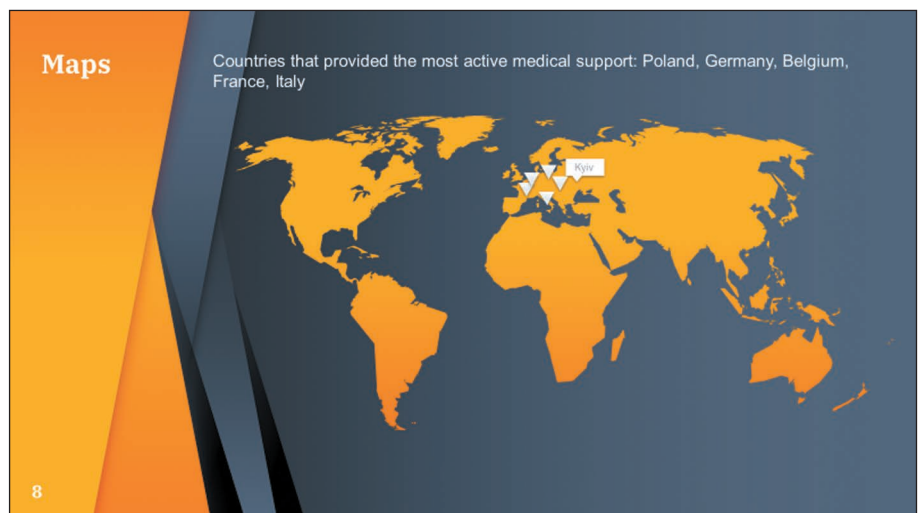 Maps
Countries that provided the most active medical support: Poland, Germany, Belgium,
France, Italy
Kyiv
8